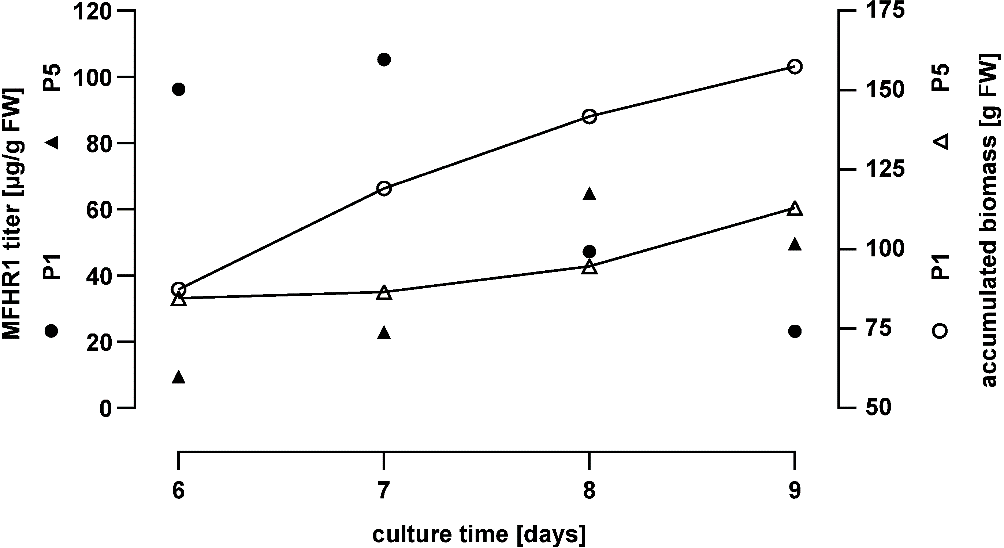 MFHR1 titer [µg/g FW]
P1
P5
120
100
80
60
40
20
0
175
150
125
100
75
50
P1
P5
accumulated biomass [g FW]
6 7 8 9
culture time [days]